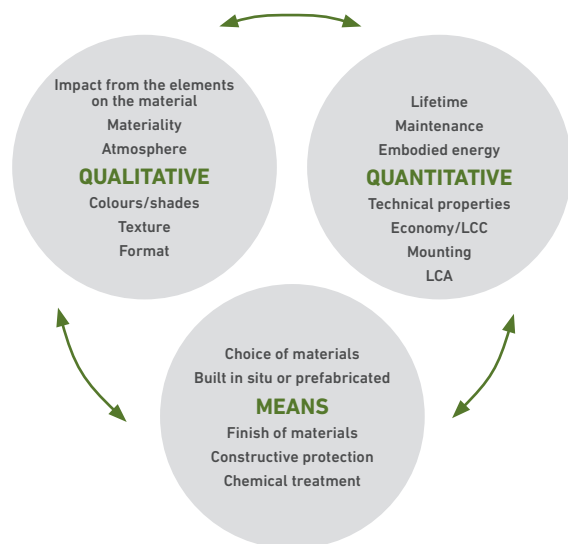 Impact from the elements
on the material
Materiality
Atmosphere
QUALITATIVE
Colours/shades
Texture
Format
Lifetime
Maintenance
Embodied energy
QUANTITATIVE
Technical properties
Economy/LCC
Mounting
LCA
Choice of materials
Built in situ or prefabricated
MEANS
Finish of materials
Constructive protection
Chemical treatment